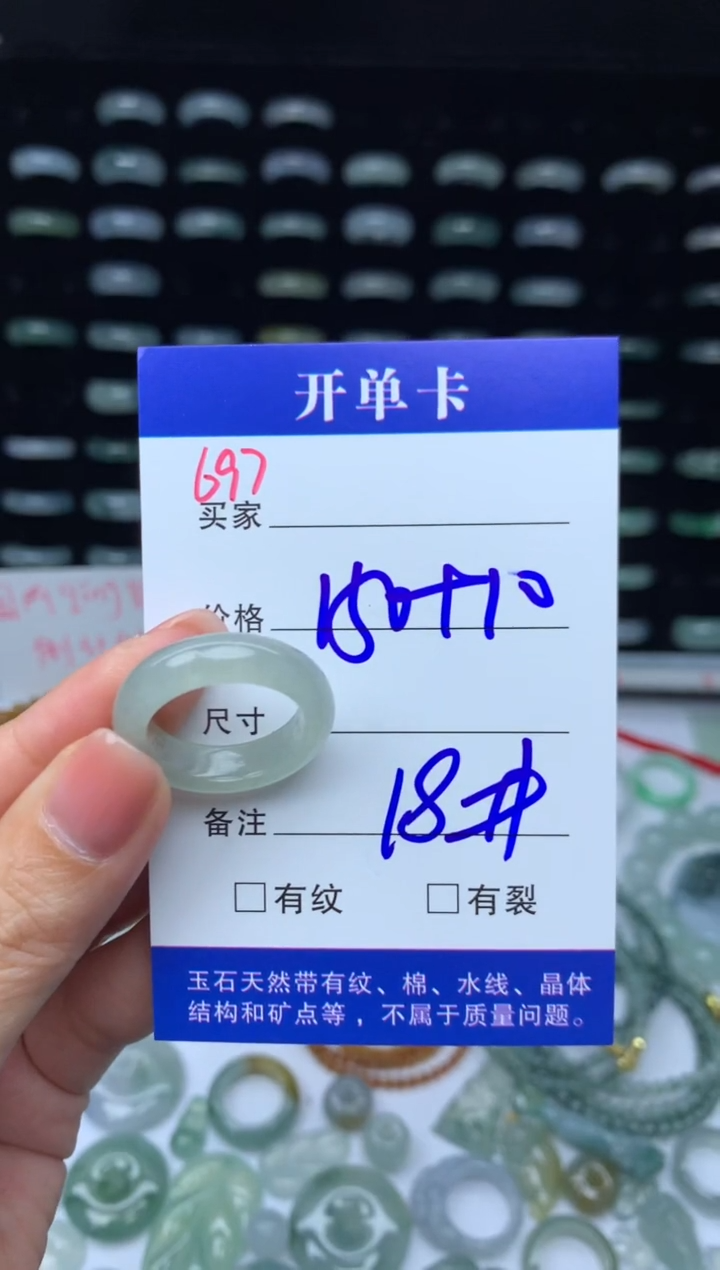 开单卡
697
买家
价格 150+10
尺寸
备注 18#
□有纹 □有裂
玉石天然带有纹、棉、水线、晶体
结构和矿点等，不属于质量问题。